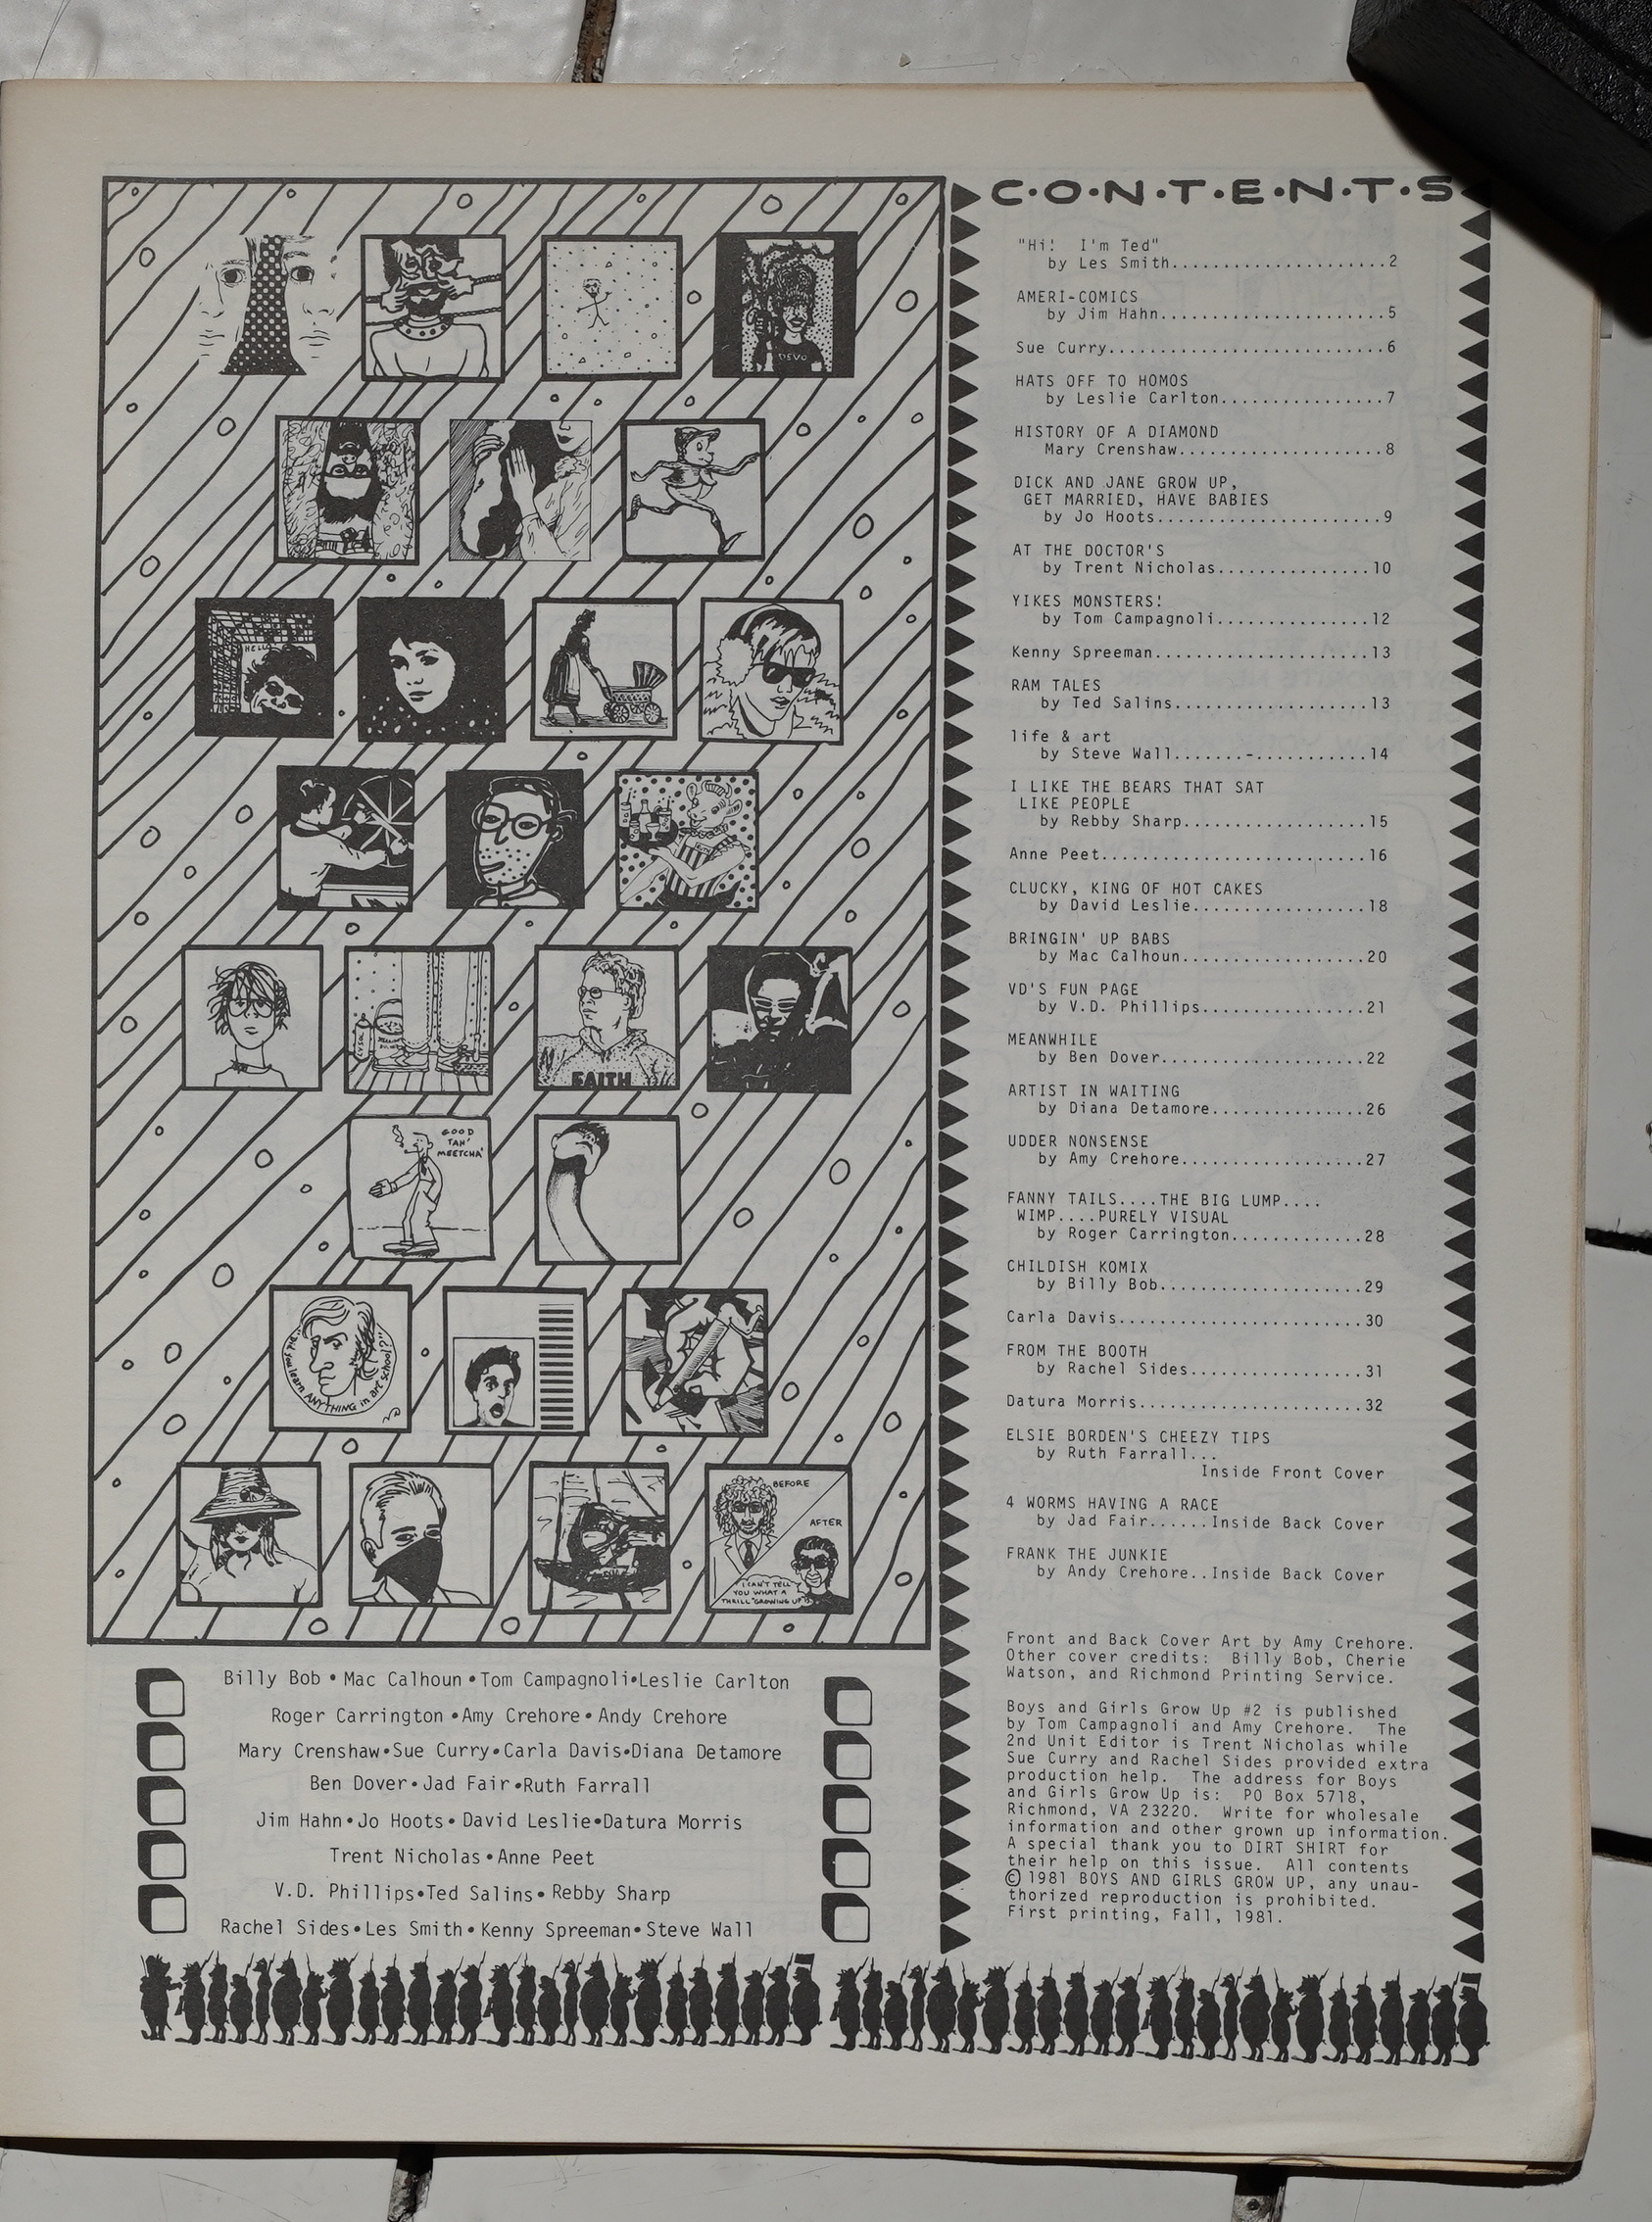 C·O·N·T·E·N·T·S
"Hi! I'm Ted"
by Les Smith.....................2
AMERI-COMICS
by Jim Hahn......................5
Sue Curry...........................6
HATS OFF TO HOMOS
by Leslie Carlton................7
HISTORY OF A DIAMOND
Mary Crenshaw....................8
DICK AND JANE GROW UP,
GET MARRIED, HAVE BABIES
by Jo Hoots......................9
AT THE DOCTOR'S
by Trent Nicholas...............10
YIKES MONSTERS!
by Tom Campagnoli...............12
Kenny Spreeman.....................13
RAM TALES
by Ted Salins...................13
life & art
by Steve Wall.......-...........14
I LIKE THE BEARS THAT SAT
LIKE PEOPLE
by Rebby Sharp..................15
Anne Peet..........................16
CLUCKY, KING OF HOT CAKES
by David Leslie.................18
BRINGIN' UP BABS
by Mac Calhoun..................20
VD'S FUN PAGE
by V.D. Phillips................21
MEANWHILE
by Ben Dover....................22
ARTIST IN WAITING
by Diana Detamore...............26
UDDER NONSENSE
by Amy Crehore..................27
FANNY TAILS....THE BIG LUMP....
WIMP....PURELY VISUAL
by Roger Carrington.............28
CHILDISH KOMIX
by Billy Bob....................29
Carla Davis........................30
FROM THE BOOTH
by Rachel Sides.................31
Datura Morris......................32
ELSIE BORDEN'S CHEEZY TIPS
by Ruth Farrall...
Inside Front Cover
4 WORMS HAVING A RACE
by Jad Fair......Inside Back Cover
FRANK THE JUNKIE
by Andy Crehore..Inside Back Cover
Front and Back Cover Art by Amy Crehore.
Other cover credits: Billy Bob, Cherie
Watson, and Richmond Printing Service.
Boys and Girls Grow Up #2 is published
by Tom Campagnoli and Amy Crehore. The
2nd Unit Editor is Trent Nicholas while
Sue Curry and Rachel Sides provided extra
production help. The address for Boys
and Girls Grow Up is: PO Box 5718,
Richmond, VA 23220. Write for wholesale
information and other grown up information.
A special thank you to DIRT SHIRT for
their help on this issue. All contents
© 1981 BOYS AND GIRLS GROW UP, any unau-
thorized reproduction is prohibited.
First printing, Fall, 1981.
DEVO
HELLO
LYSOL
FAITH
GOOD
TAH'
MEETCHA'
"Did you learn ANYTHING in art school?"
VD
BEFORE
AFTER
I CAN'T TELL
YOU WHAT A
THRILL "GROWING UP"
Billy Bob • Mac Calhoun • Tom Campagnoli • Leslie Carlton
Roger Carrington • Amy Crehore • Andy Crehore
Mary Crenshaw • Sue Curry • Carla Davis • Diana Detamore
Ben Dover • Jad Fair • Ruth Farrall
Jim Hahn • Jo Hoots • David Leslie • Datura Morris
Trent Nicholas • Anne Peet
V.D. Phillips • Ted Salins • Rebby Sharp
Rachel Sides • Les Smith • Kenny Spreeman • Steve Wall